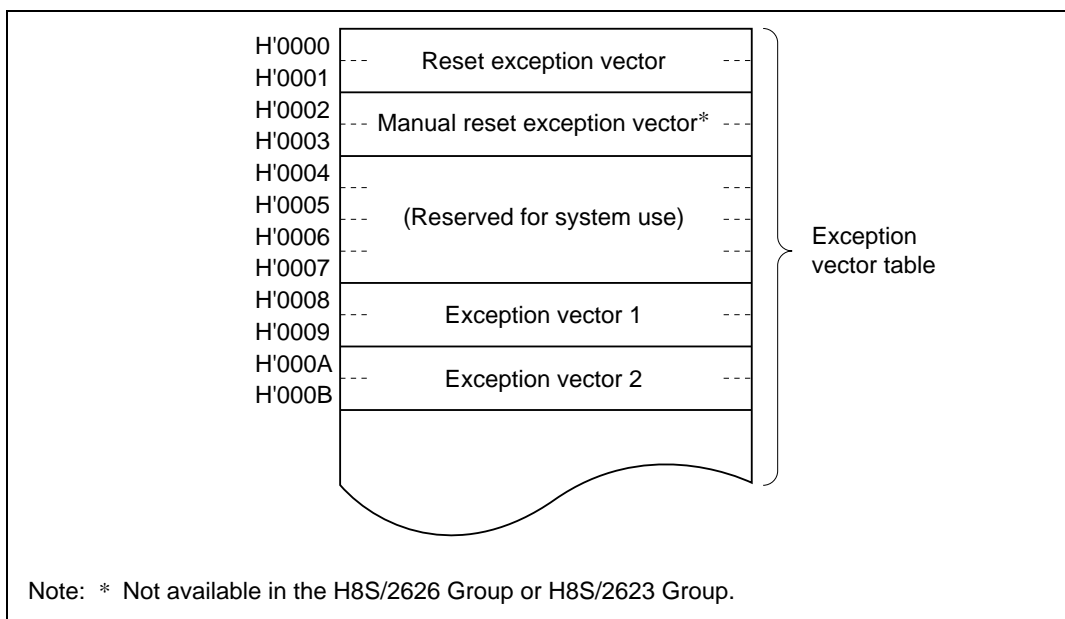 H'0000
H'0001
Reset exception vector
H'0002
H'0003
Manual reset exception vector*
H'0004
H'0005
H'0006
H'0007
(Reserved for system use)
H'0008
H'0009
Exception vector 1
H'000A
H'000B
Exception vector 2
Exception
vector table
Note: * Not available in the H8S/2626 Group or H8S/2623 Group.